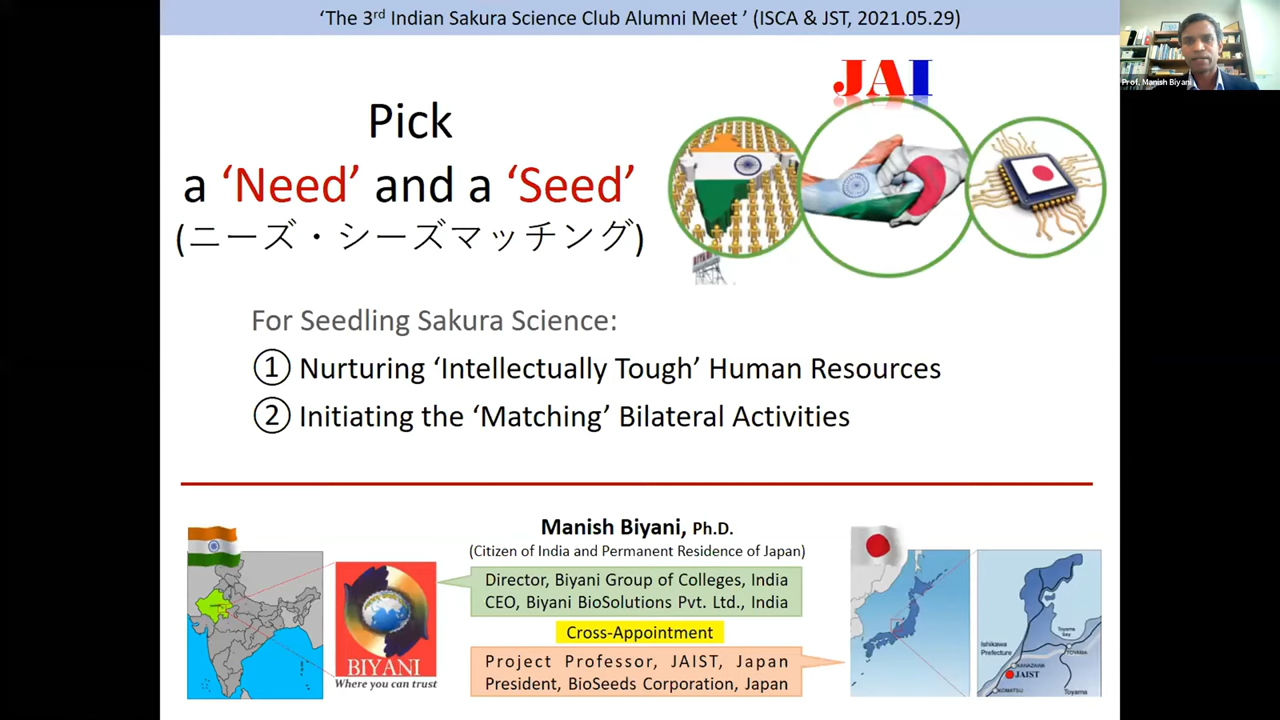 ‘The 3rd Indian Sakura Science Club Alumni Meet ’ (ISCA & JST, 2021.05.29)
Prof. Manish Biyani
JAI
Pick
a ‘Need’ and a ‘Seed’
(ニーズ・シーズマッチング)
For Seedling Sakura Science:
① Nurturing ‘Intellectually Tough’ Human Resources
② Initiating the ‘Matching’ Bilateral Activities
Manish Biyani, Ph.D.
(Citizen of India and Permanent Residence of Japan)
Director, Biyani Group of Colleges, India
CEO, Biyani BioSolutions Pvt. Ltd., India
Cross-Appointment
Project Professor, JAIST, Japan
President, BioSeeds Corporation, Japan
BIYANI
Where you can trust
Toyama bay
Ishikawa
Prefecture
TOYAMA
KANAZAWA
JAIST
KOMATSU
Toyama